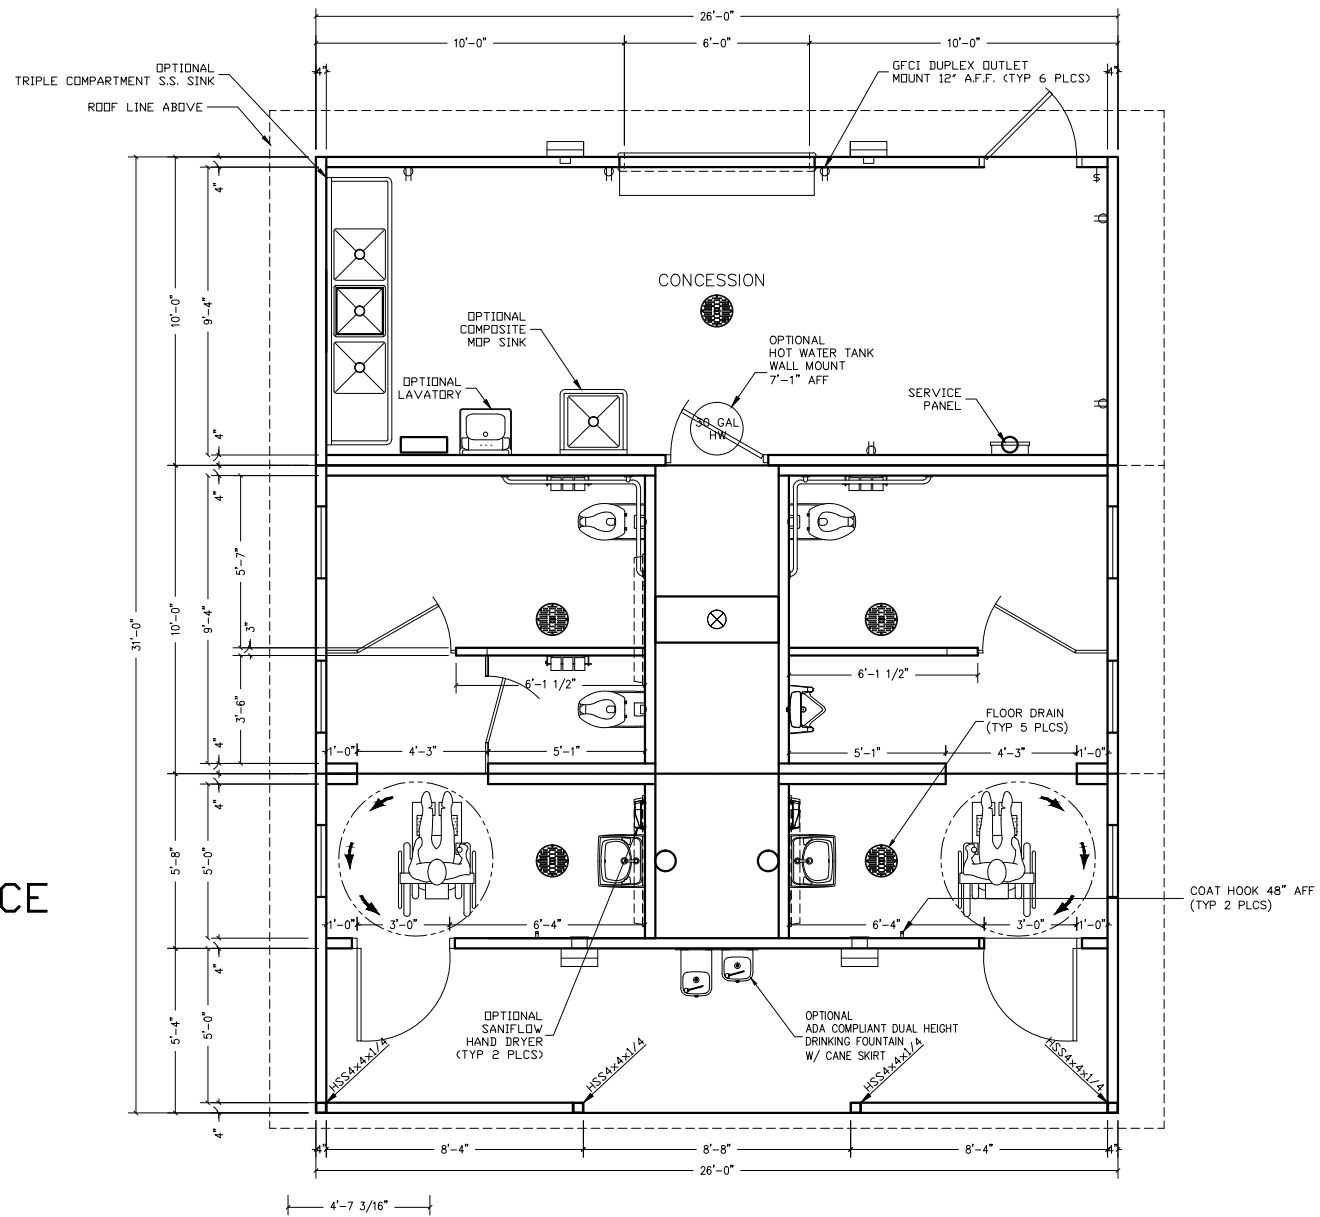 26'-0"
10'-0" 6'-0" 10'-0"
4" 4"
OPTIONAL
TRIPLE COMPARTMENT S.S. SINK
ROOF LINE ABOVE
GFCI DUPLEX OUTLET
MOUNT 12" A.F.F. (TYP 6 PLCS)
4"
$
CONCESSION
OPTIONAL
COMPOSITE
MOP SINK
OPTIONAL
HOT WATER TANK
WALL MOUNT
7'-1" AFF
OPTIONAL
LAVATORY
SERVICE
PANEL
30 GAL
HW
10'-0"
9'-4"
4"
4"
5'-7"
31'-0"
10'-0"
9'-4"
3"
6'-1 1/2"
6'-1 1/2"
3'-6"
FLOOR DRAIN
(TYP 5 PLCS)
4"
1'-0" 4'-3" 5'-1"
5'-1" 4'-3" 1'-0"
4"
5'-8"
5'-0"
CE
COAT HOOK 48" AFF
(TYP 2 PLCS)
1'-0" 3'-0" 6'-4"
6'-4" 3'-0" 1'-0"
4"
5'-4"
5'-0"
OPTIONAL
SANIFLOW
HAND DRYER
(TYP 2 PLCS)
OPTIONAL
ADA COMPLIANT DUAL HEIGHT
DRINKING FOUNTAIN
W/ CANE SKIRT
HSS4x4x1/4
HSS4x4x1/4
HSS4x4x1/4
HSS4x4x1/4
4"
4" 8'-4" 8'-8" 8'-4" 4"
26'-0"
4'-7 3/16"